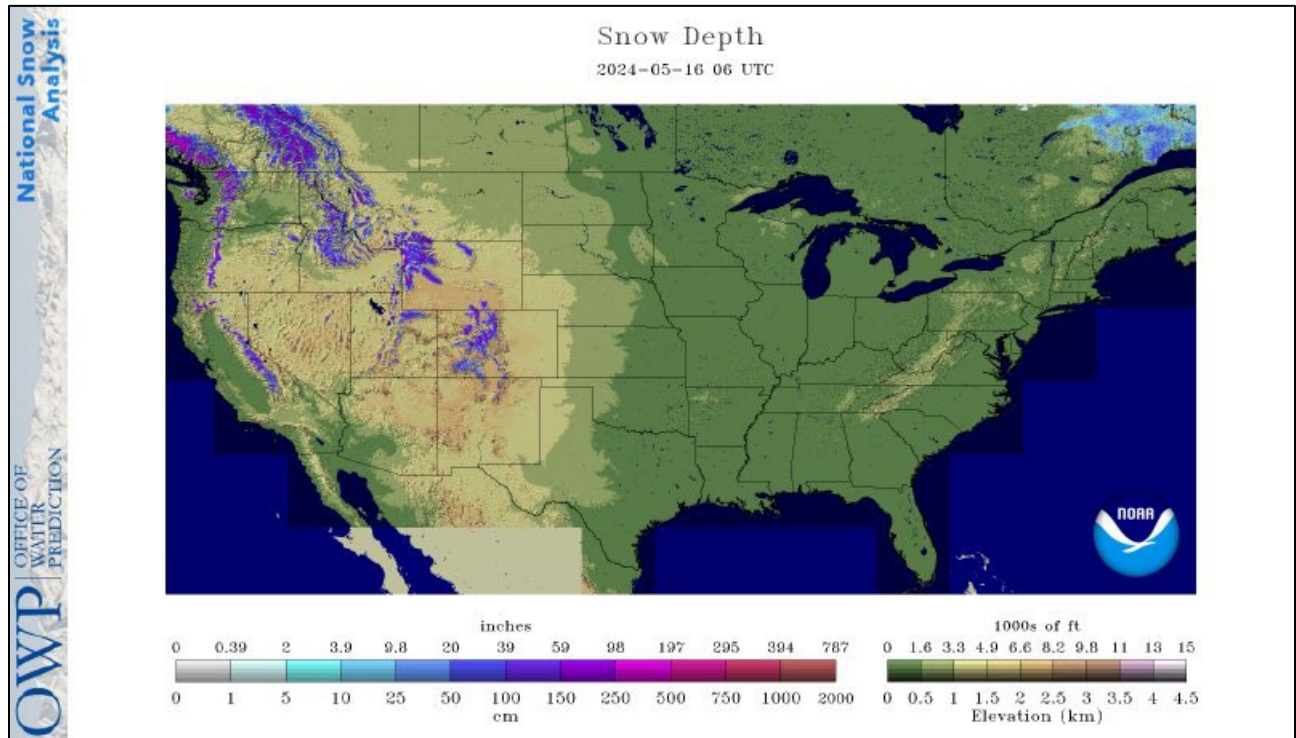 National Snow
Analysis
OWP
OFFICE OF
WATER
PREDICTION
Snow Depth
2024-05-16 06 UTC
NOAA
inches
0 0.39 2 3.9 9.8 20 39 59 98 197 295 394 787
0 1 5 10 25 50 100 150 250 500 750 1000 2000
cm
1000s of ft
0 1.6 3.3 4.9 6.6 8.2 9.8 11 13 15
0 0.5 1 1.5 2 2.5 3 3.5 4 4.5
Elevation (km)